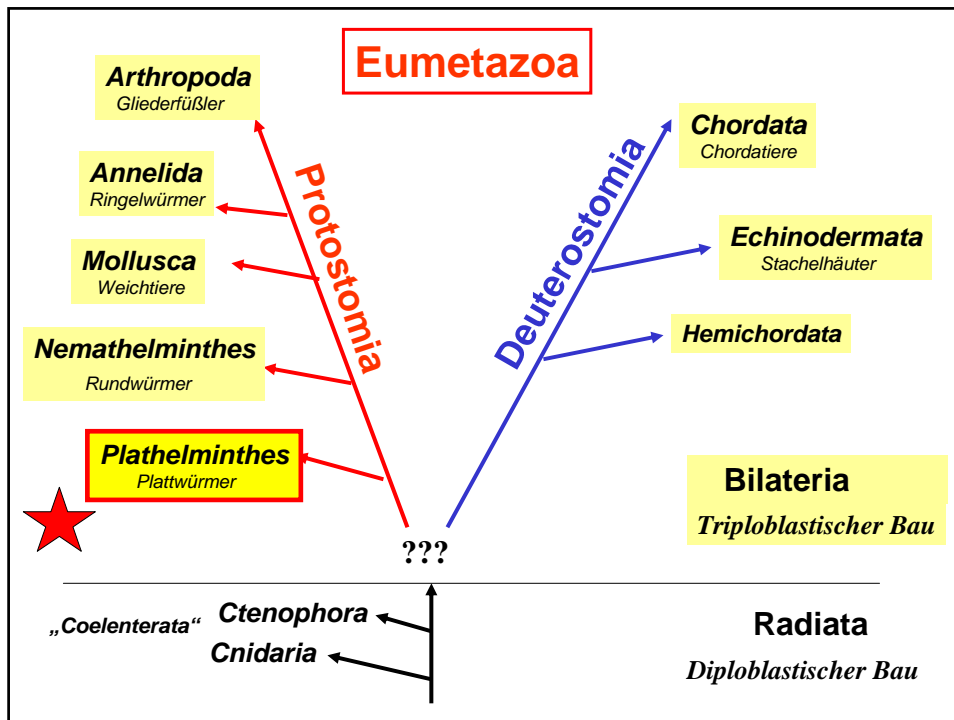 Eumetazoa
Arthropoda
Gliederfüßler
Annelida
Ringelwürmer
Mollusca
Weichtiere
Nemathelminthes
Rundwürmer
Plathelminthes
Plattwürmer
Protostomia
Deuterostomia
Chordata
Chordatiere
Echinodermata
Stachelhäuter
Hemichordata
Bilateria
Triploblastischer Bau
???
„Coelenterata“
Ctenophora
Cnidaria
Radiata
Diploblastischer Bau